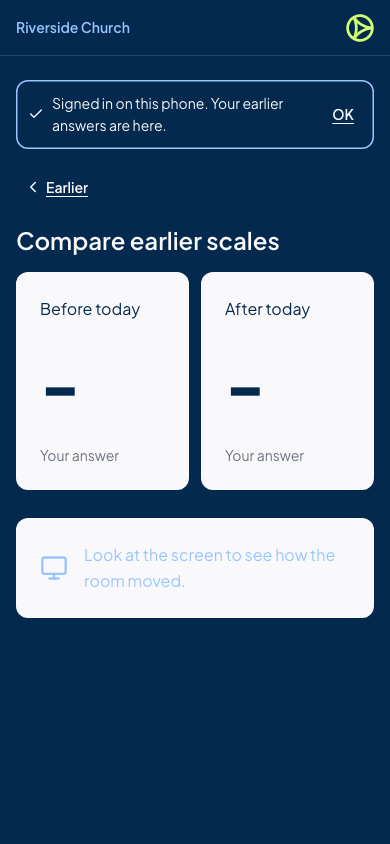 Riverside Church
Signed in on this phone. Your earlier
answers are here.
OK
Earlier
Compare earlier scales
Before today
After today
–
–
Your answer
Your answer
Look at the screen to see how the
room moved.